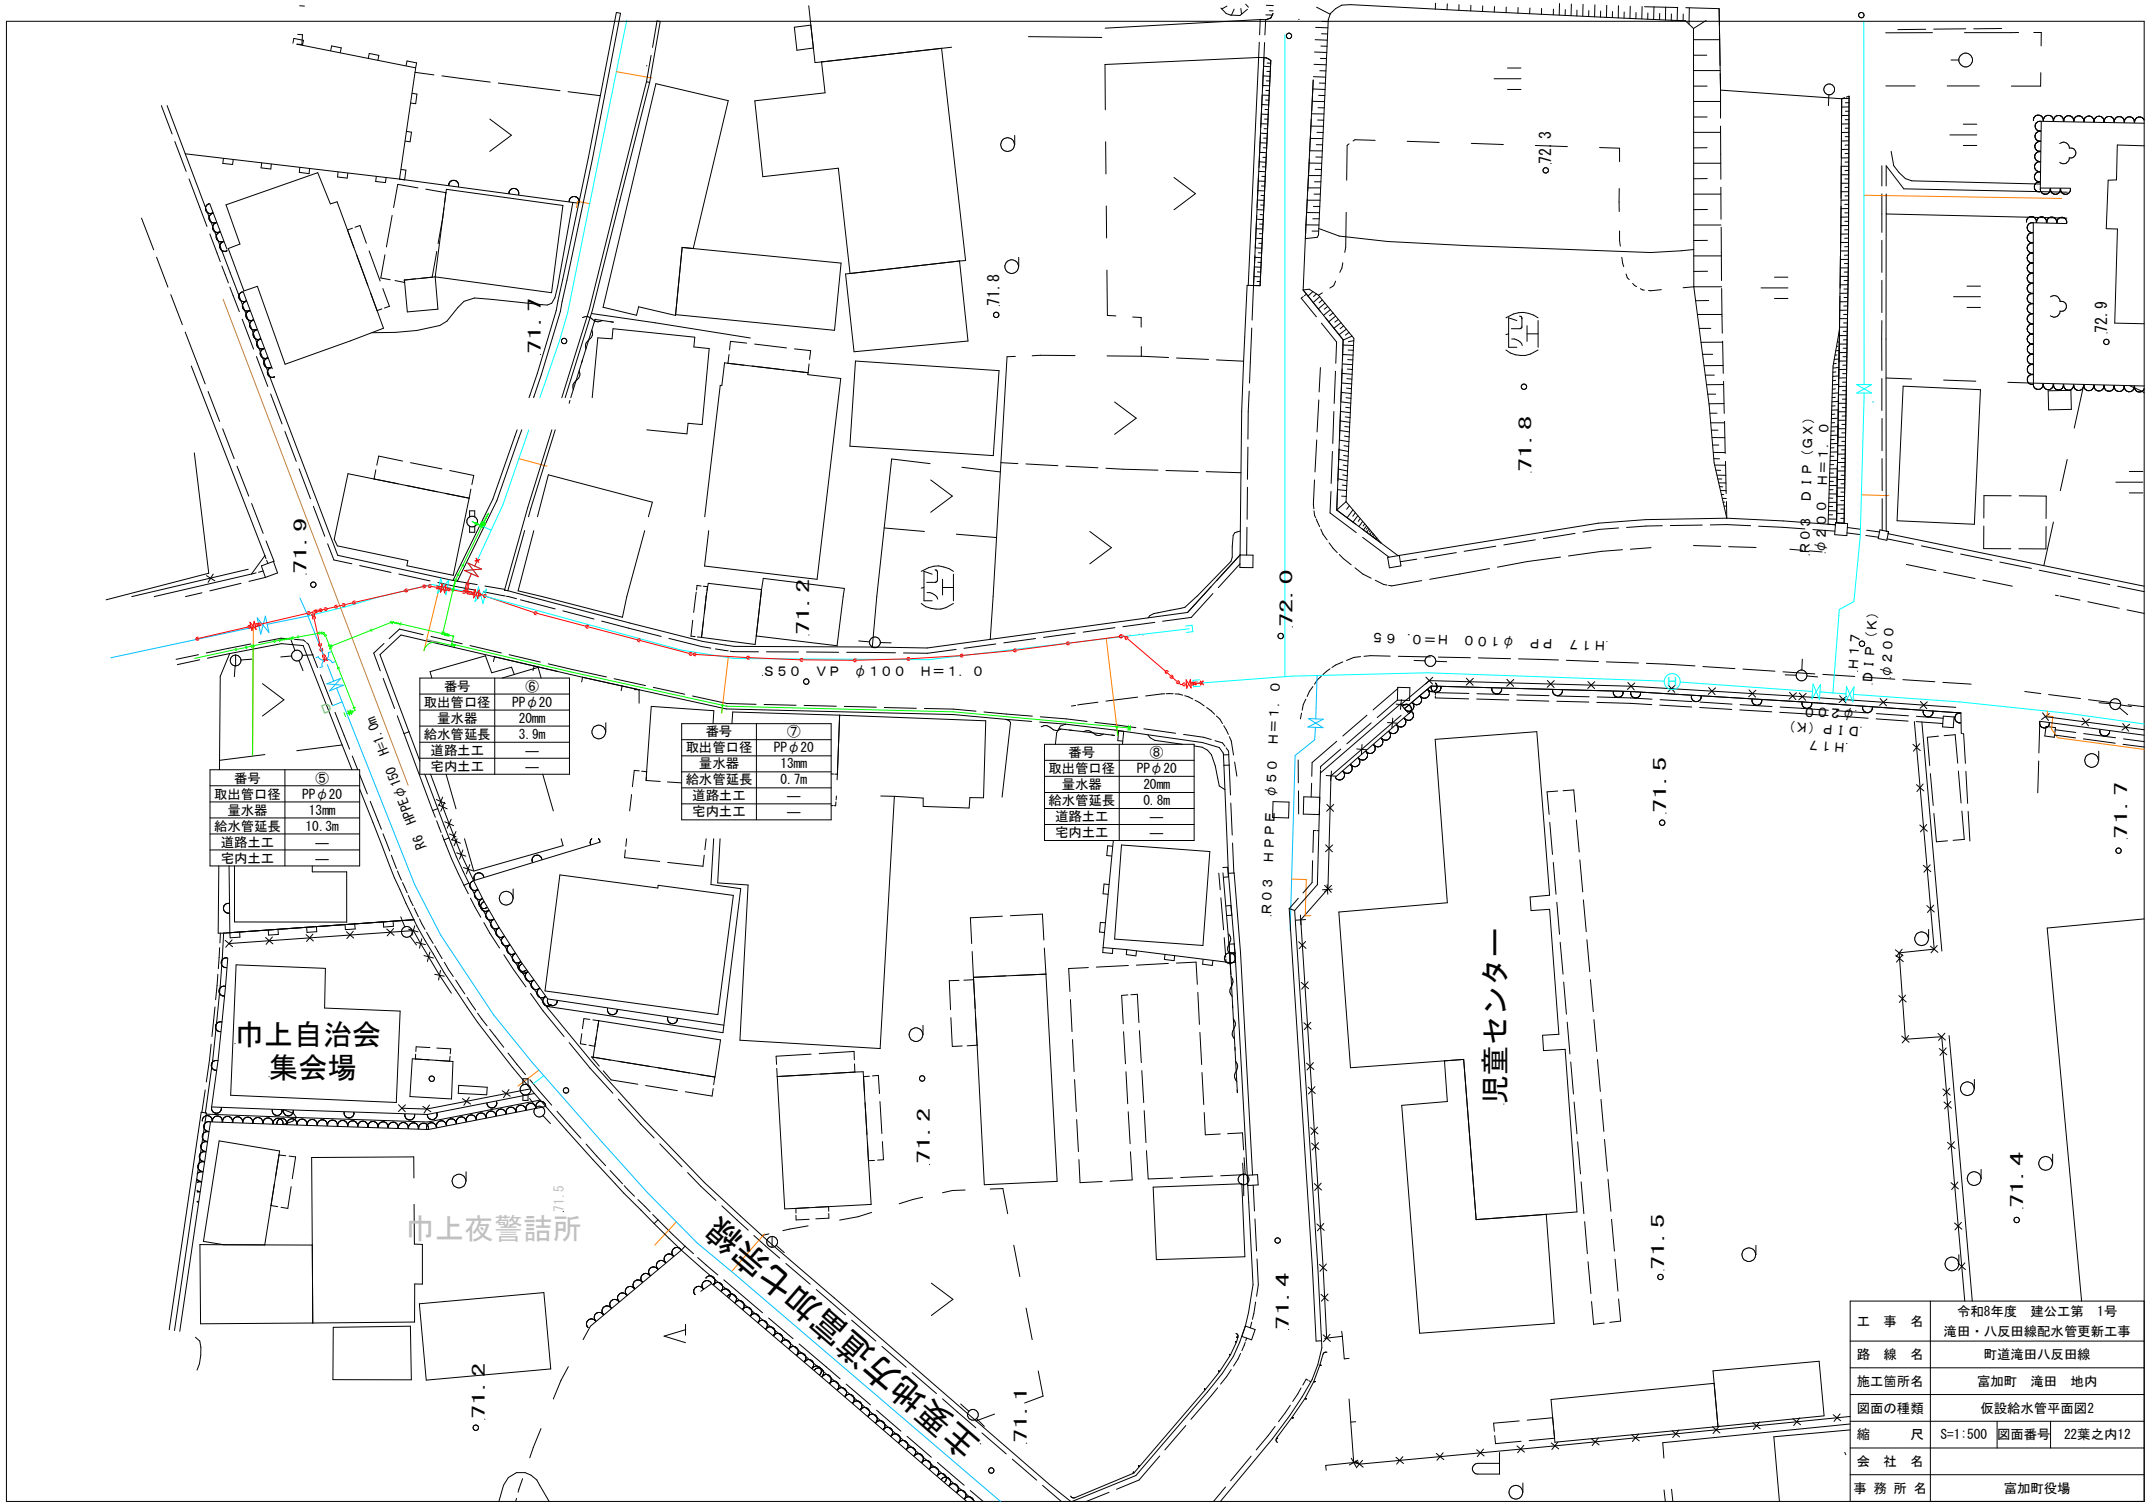 71.7
71.8
72.3
72.9
(空)
71.8
R03 DIP(GX)
φ200 H=1.0
71.9
71.2
(空)
72.0
H17 PP φ100 H=0.65
H17
DIP(K)
φ200
H
S50 VP φ100 H=1.0
H17
DIP(K)
φ200
R6 HPPEφ150 H=1.0m
R03 HPPE φ50 H=1.0
番号 ⑤
取出管口径 PPφ20
量水器 13mm
給水管延長 10.3m
道路土工 —
宅内土工 —
番号 ⑥
取出管口径 PPφ20
量水器 20mm
給水管延長 3.9m
道路土工 —
宅内土工 —
番号 ⑦
取出管口径 PPφ20
量水器 13mm
給水管延長 0.7m
道路土工 —
宅内土工 —
番号 ⑧
取出管口径 PPφ20
量水器 20mm
給水管延長 0.8m
道路土工 —
宅内土工 —
71.5
71.7
児童センター
巾上自治会
集会場
71.2
71.5
巾上夜警詰所
71.4
71.5
71.4
主要地方道富加七宗線
71.2
71.1
工事名 令和8年度 建公工第 1号
滝田・八反田線配水管更新工事
路線名 町道滝田八反田線
施工箇所名 富加町 滝田 地内
図面の種類 仮設給水管平面図2
縮尺 S=1:500 図面番号 22葉之内12
会社名
事務所名 富加町役場